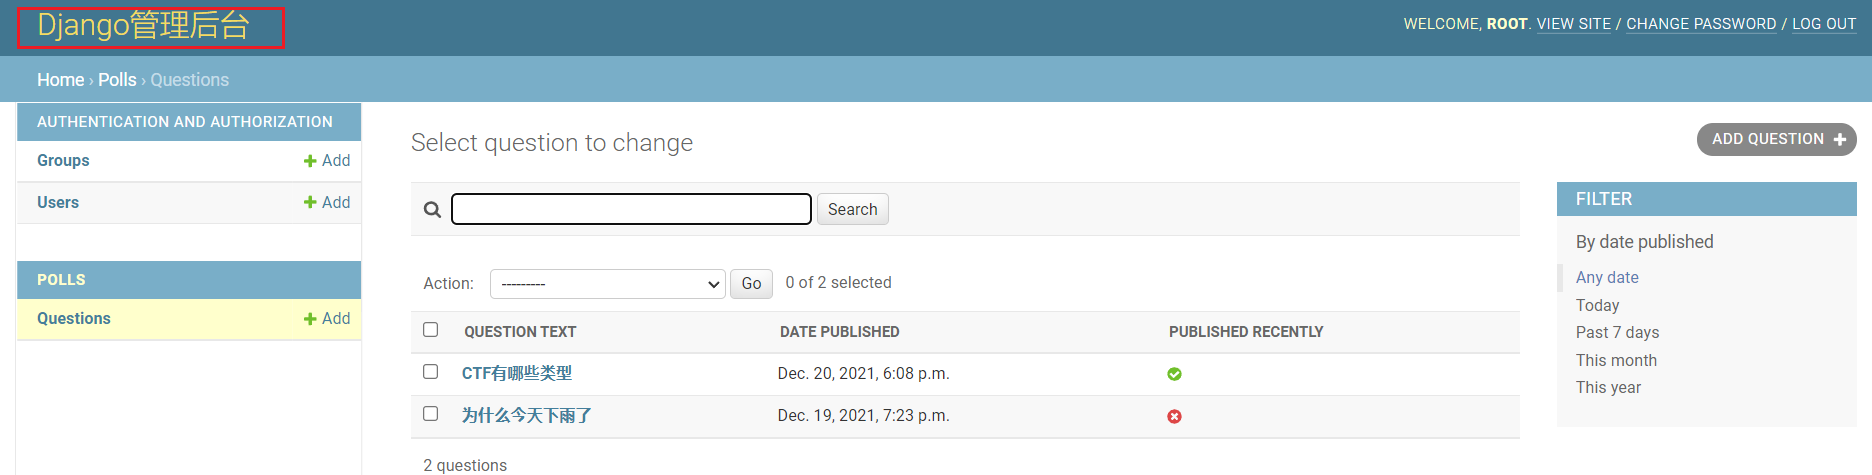 Django管理后台
WELCOME, ROOT. VIEW SITE / CHANGE PASSWORD / LOG OUT
Home › Polls › Questions
AUTHENTICATION AND AUTHORIZATION
Groups
Add
Users
Add
POLLS
Questions
Add
Select question to change
ADD QUESTION
Search
Action: --------- Go 0 of 2 selected
QUESTION TEXT DATE PUBLISHED PUBLISHED RECENTLY
CTF有哪些类型 Dec. 20, 2021, 6:08 p.m.
为什么今天下雨了 Dec. 19, 2021, 7:23 p.m.
2 questions
FILTER
By date published
Any date
Today
Past 7 days
This month
This year